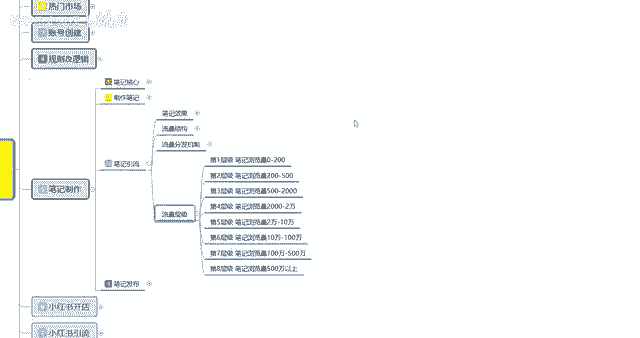 热门市场
账号创建
规则及逻辑
笔记核心
制作笔记
笔记效果
流量结构
流量分发机制
笔记引流
第1层级 笔记浏览量0-200
第2层级 笔记浏览量200-500
第3层级 笔记浏览量500-2000
笔记制作
第4层级 笔记浏览量2000-2万
流量层级
第5层级 笔记浏览量2万-10万
第6层级 笔记浏览量10万-100万
第7层级 笔记浏览量100万-500万
第8层级 笔记浏览量500万以上
笔记发布
小红书开店
小红书引流